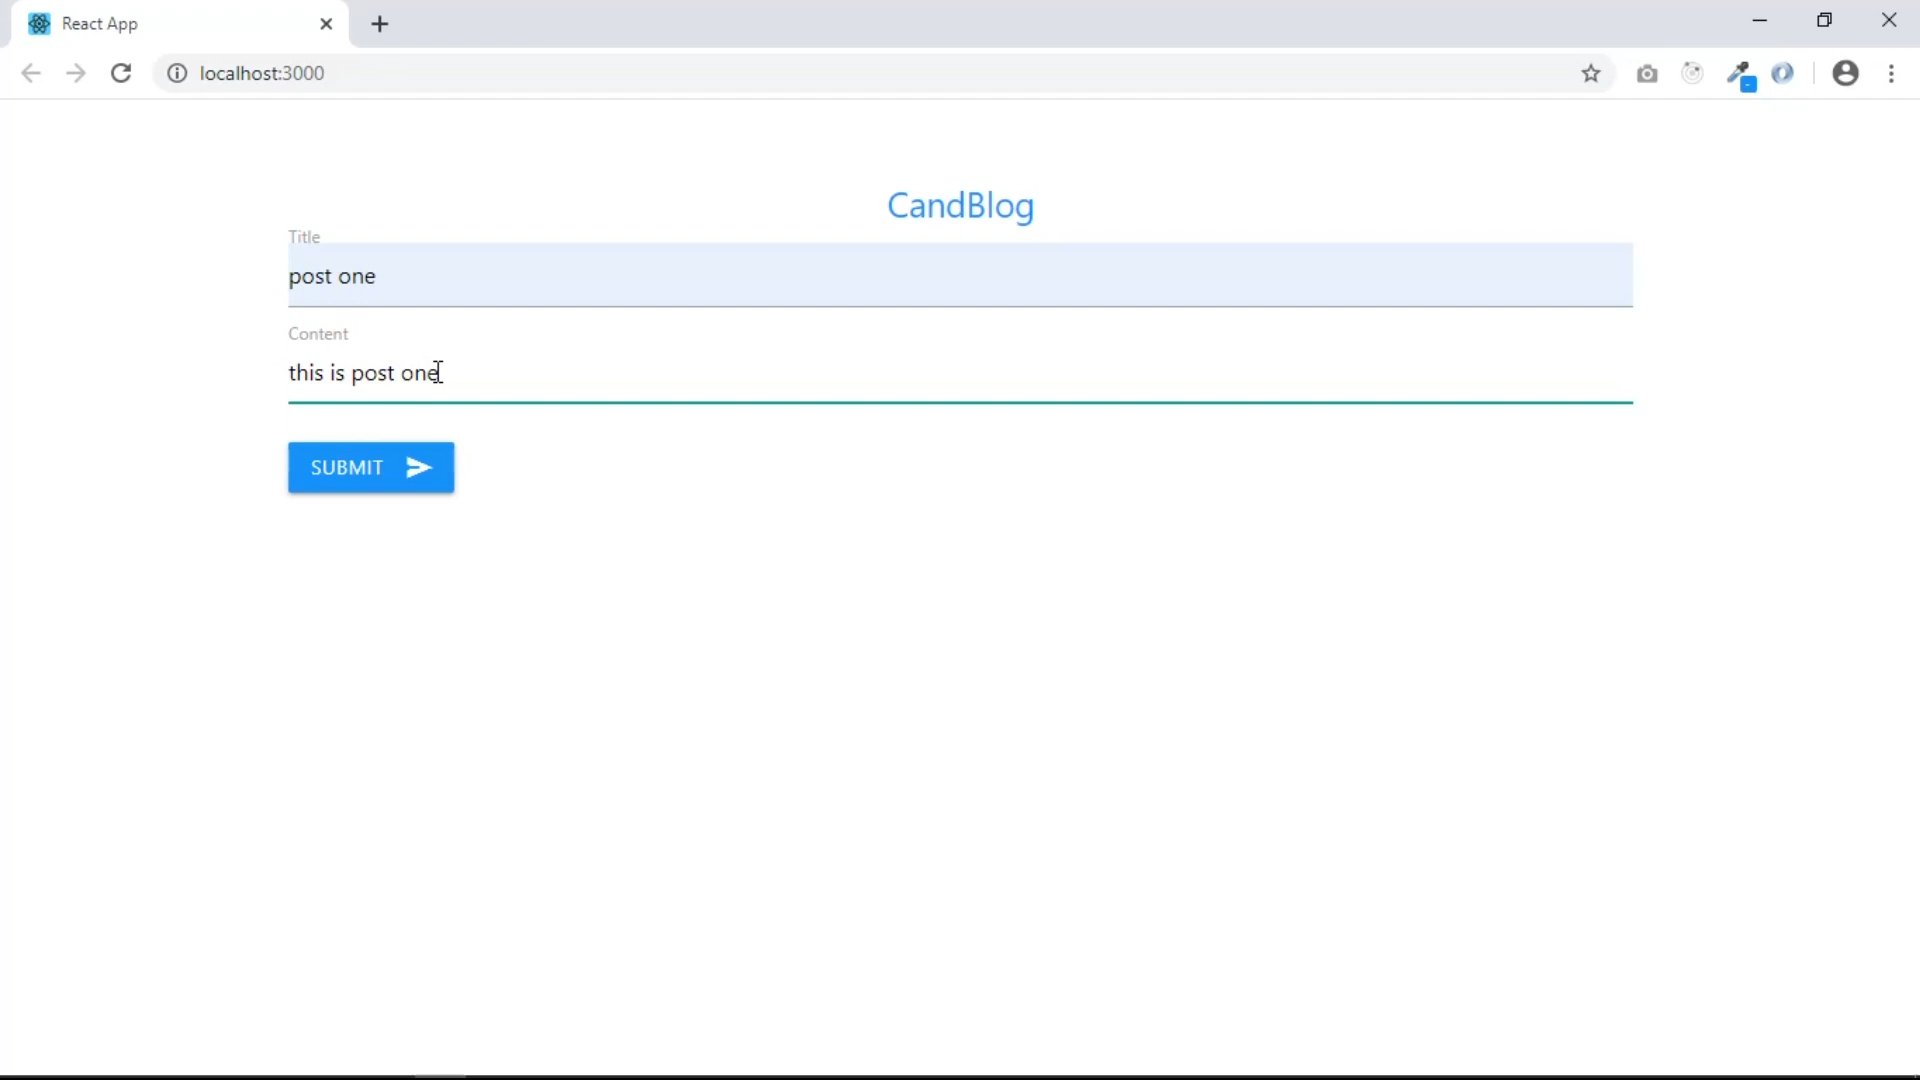 React App
localhost:3000
CandBlog
Title
post one
Content
this is post one
SUBMIT